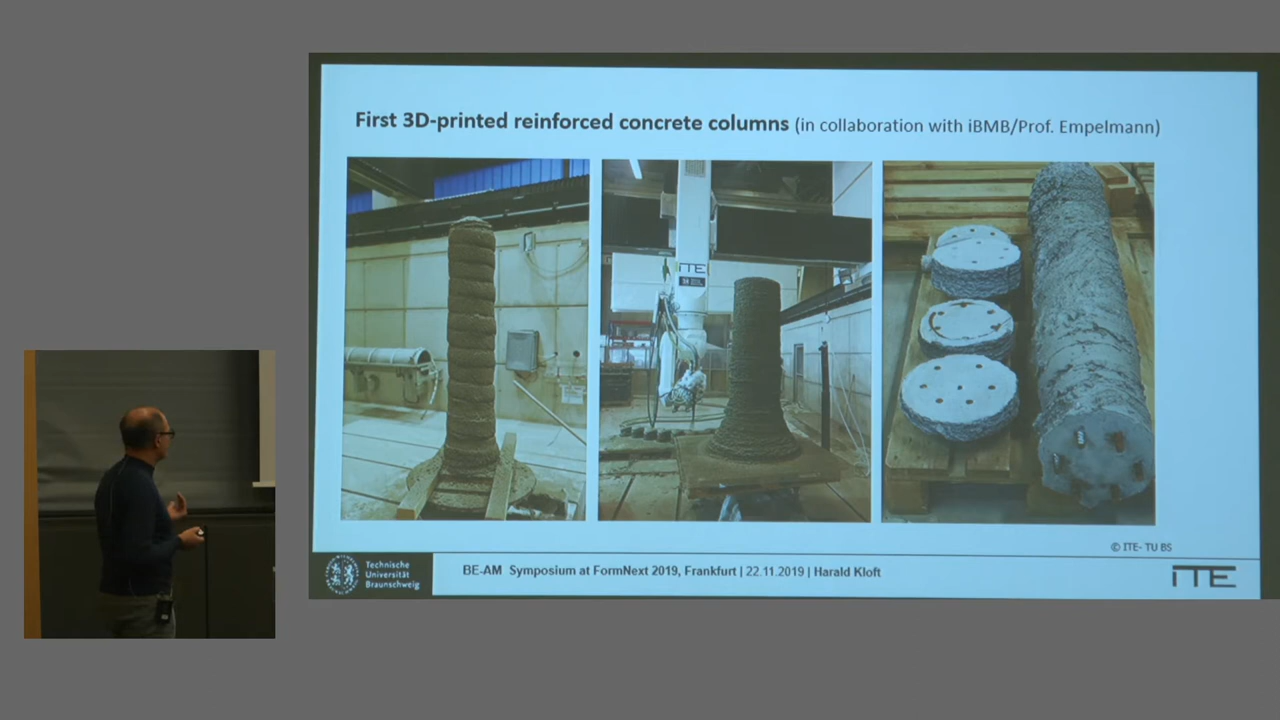 First 3D-printed reinforced concrete columns (in collaboration with iBMB/Prof. Empelmann)
ITE
© ITE- TU BS
Technische
Universität
Braunschweig
BE-AM Symposium at FormNext 2019, Frankfurt | 22.11.2019 | Harald Kloft
iTE